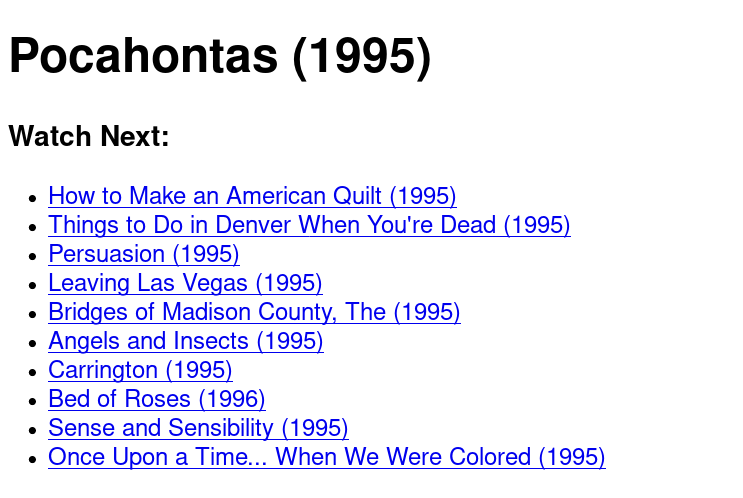 Pocahontas (1995)
Watch Next:
How to Make an American Quilt (1995)
Things to Do in Denver When You're Dead (1995)
Persuasion (1995)
Leaving Las Vegas (1995)
Bridges of Madison County, The (1995)
Angels and Insects (1995)
Carrington (1995)
Bed of Roses (1996)
Sense and Sensibility (1995)
Once Upon a Time... When We Were Colored (1995)